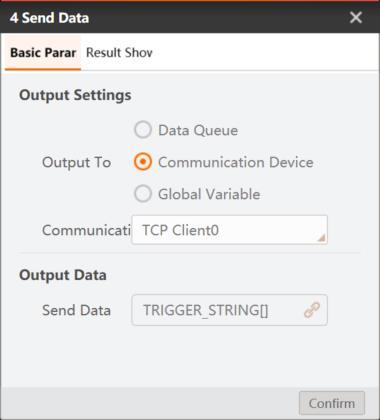 4 Send Data
Basic Parar Result Shov
Output Settings
Data Queue
Output To Communication Device
Global Variable
Communicati TCP Client0
Output Data
Send Data TRIGGER_STRING[]
Confirm